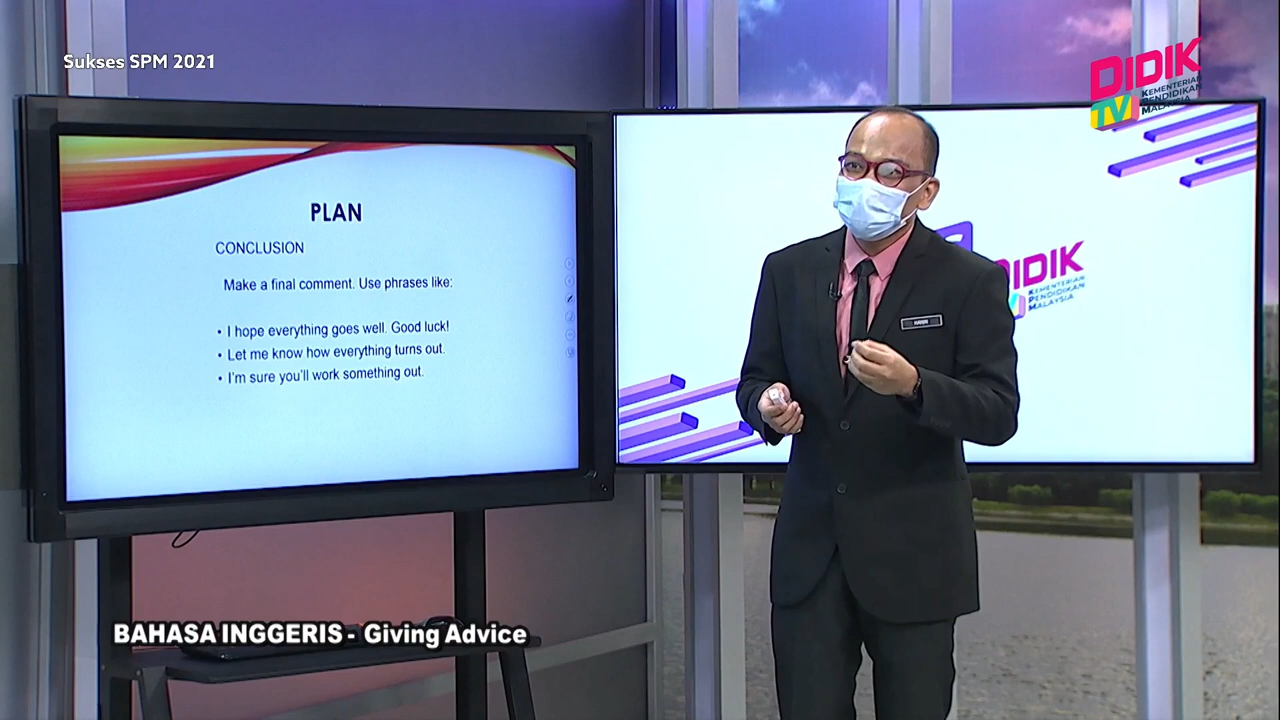 Sukses SPM 2021
DIDIK
TV
KEMENTERIAN
PENDIDIKAN
MALAYSIA
PLAN
CONCLUSION
Make a final comment. Use phrases like:
• I hope everything goes well. Good luck!
• Let me know how everything turns out.
• I'm sure you'll work something out.
DIDIK
KEMENTERIAN
PENDIDIKAN
MALAYSIA
BAHASA INGGERIS - Giving Advice